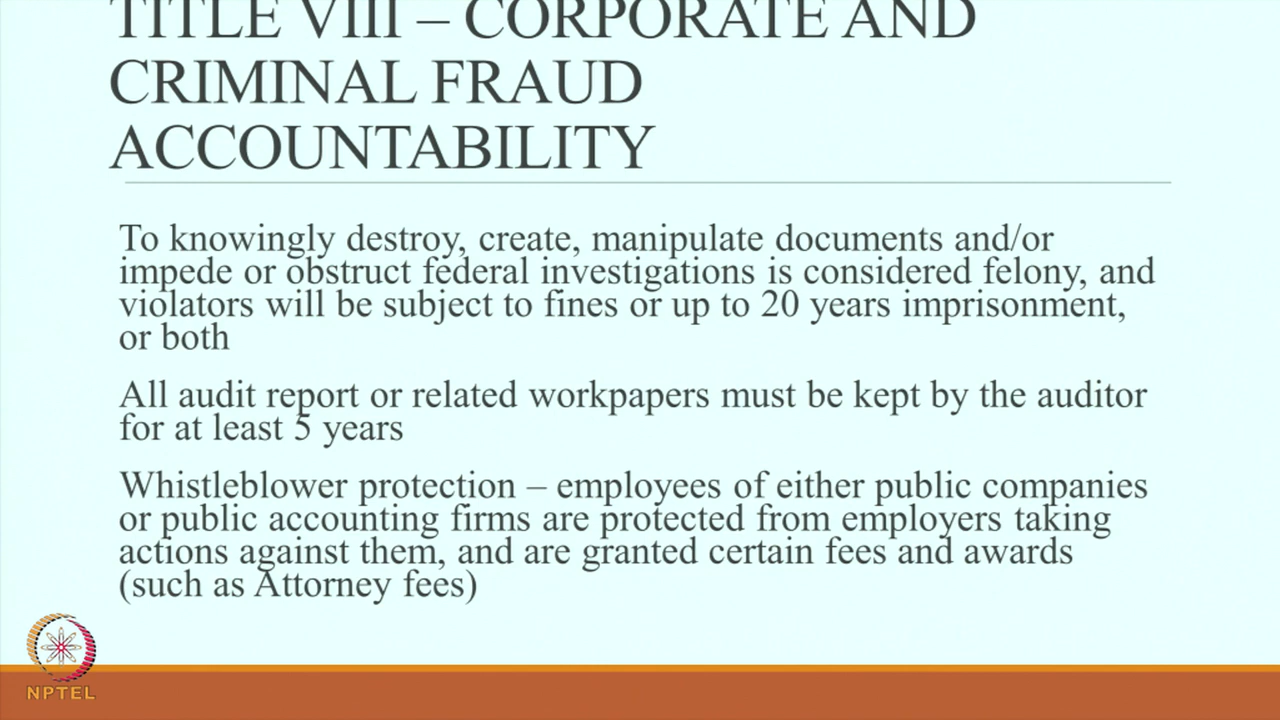 TITLE VIII – CORPORATE AND
CRIMINAL FRAUD
ACCOUNTABILITY
To knowingly destroy, create, manipulate documents and/or
impede or obstruct federal investigations is considered felony, and
violators will be subject to fines or up to 20 years imprisonment,
or both
All audit report or related workpapers must be kept by the auditor
for at least 5 years
Whistleblower protection – employees of either public companies
or public accounting firms are protected from employers taking
actions against them, and are granted certain fees and awards
(such as Attorney fees)
NPTEL